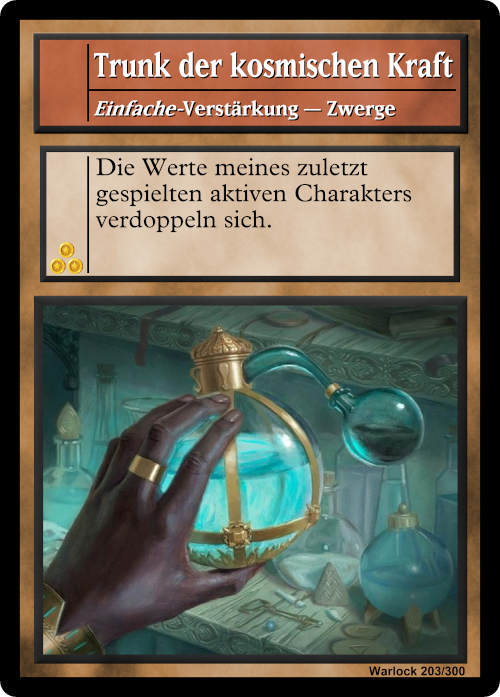 Trunk der kosmischen Kraft
Einfache-Verstärkung — Zwerge
Die Werte meines zuletzt
gespielten aktiven Charakters
verdoppeln sich.
Warlock 203/300